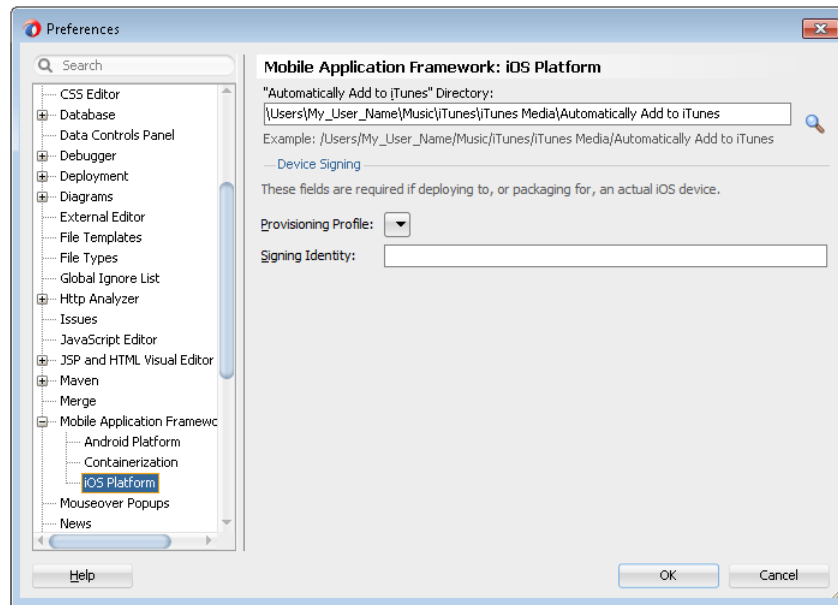 Preferences
Search
CSS Editor
Database
Data Controls Panel
Debugger
Deployment
Diagrams
External Editor
File Templates
File Types
Global Ignore List
Http Analyzer
Issues
JavaScript Editor
JSP and HTML Visual Editor
Maven
Merge
Mobile Application Framewc
Android Platform
Containerization
iOS Platform
Mouseover Popups
News
Mobile Application Framework: iOS Platform
"Automatically Add to iTunes" Directory:
\Users\My_User_Name\Music\iTunes\iTunes Media\Automatically Add to iTunes
Example: /Users/My_User_Name/Music/iTunes/iTunes Media/Automatically Add to iTunes
Device Signing
These fields are required if deploying to, or packaging for, an actual iOS device.
Provisioning Profile:
Signing Identity:
Help
OK
Cancel